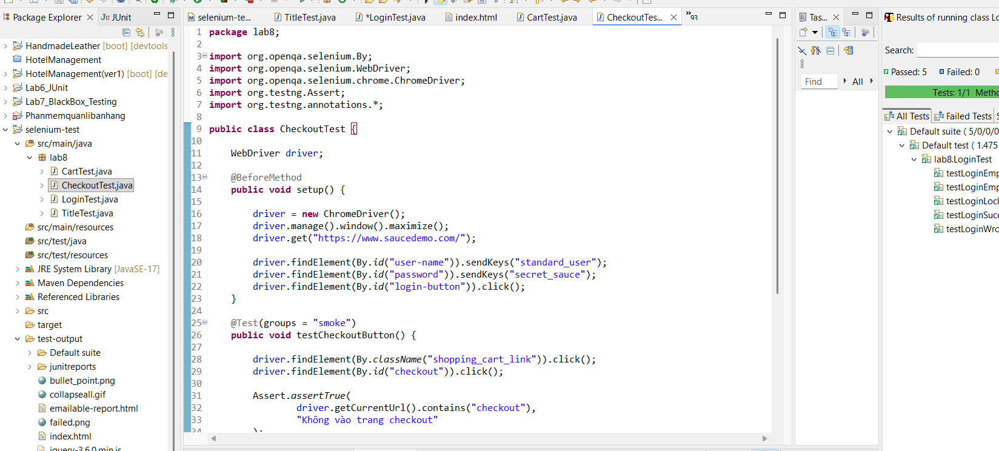 Package Explorer
JUnit
selenium-te...
TitleTest.java
*LoginTest.java
index.html
CartTest.java
CheckoutTes...
93
Tas...
Results of running class Lo
HandmadeLeather [boot] [devtools
HotelManagement
HotelManagement(ver1) [boot] [de
Lab6_JUnit
Lab7_BlackBox_Testing
Phanmemquanlibanhang
selenium-test
src/main/java
lab8
CartTest.java
CheckoutTest.java
LoginTest.java
TitleTest.java
src/main/resources
src/test/java
src/test/resources
JRE System Library [JavaSE-17]
Maven Dependencies
Referenced Libraries
src
target
test-output
Default suite
junitreports
bullet_point.png
collapseall.gif
emailable-report.html
failed.png
index.html
jquery-3.6.0.min.js
1 package lab8;
2
3 import org.openqa.selenium.By;
4 import org.openqa.selenium.WebDriver;
5 import org.openqa.selenium.chrome.ChromeDriver;
6 import org.testng.Assert;
7 import org.testng.annotations.*;
8
9 public class CheckoutTest {
10
11 WebDriver driver;
12
13 @BeforeMethod
14 public void setup() {
15
16 driver = new ChromeDriver();
17 driver.manage().window().maximize();
18 driver.get("https://www.saucedemo.com/");
19
20 driver.findElement(By.id("user-name")).sendKeys("standard_user");
21 driver.findElement(By.id("password")).sendKeys("secret_sauce");
22 driver.findElement(By.id("login-button")).click();
23 }
24
25 @Test(groups = "smoke")
26 public void testCheckoutButton() {
27
28 driver.findElement(By.className("shopping_cart_link")).click();
29 driver.findElement(By.id("checkout")).click();
30
31 Assert.assertTrue(
32 driver.getCurrentUrl().contains("checkout"),
33 "Không vào trang checkout"
34 );
Find
All
Search:
Passed: 5 Failed: 0
Tests: 1/1 Metho
All Tests
Failed Tests
S
Default suite ( 5/0/0/0
Default test ( 1.475
lab8.LoginTest
testLoginEmp
testLoginEmp
testLoginLock
testLoginSucc
testLoginWro